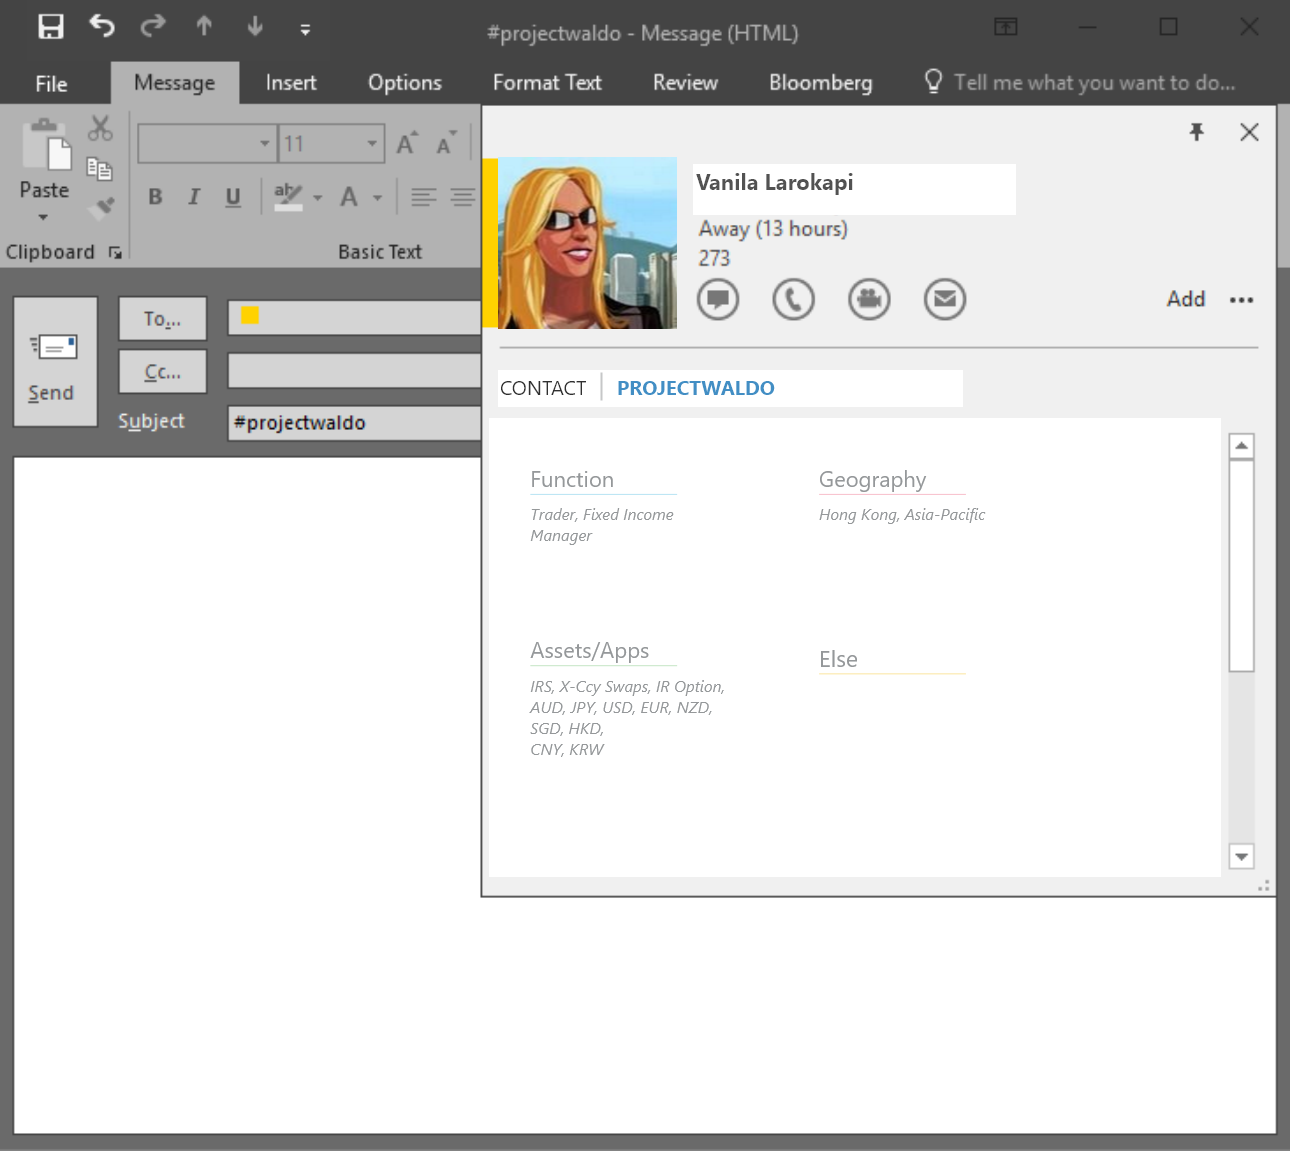 #projectwaldo - Message (HTML)
File Message Insert Options Format Text Review Bloomberg Tell me what you want to do...
Paste
11
A A
B I U ab A
Clipboard
Basic Text
Send
To...
Cc...
Subject
#projectwaldo
Vanila Larokapi
Away (13 hours)
273
Add
CONTACT PROJECTWALDO
Function
Trader, Fixed Income
Manager
Geography
Hong Kong, Asia-Pacific
Assets/Apps
IRS, X-Ccy Swaps, IR Option,
AUD, JPY, USD, EUR, NZD,
SGD, HKD,
CNY, KRW
Else